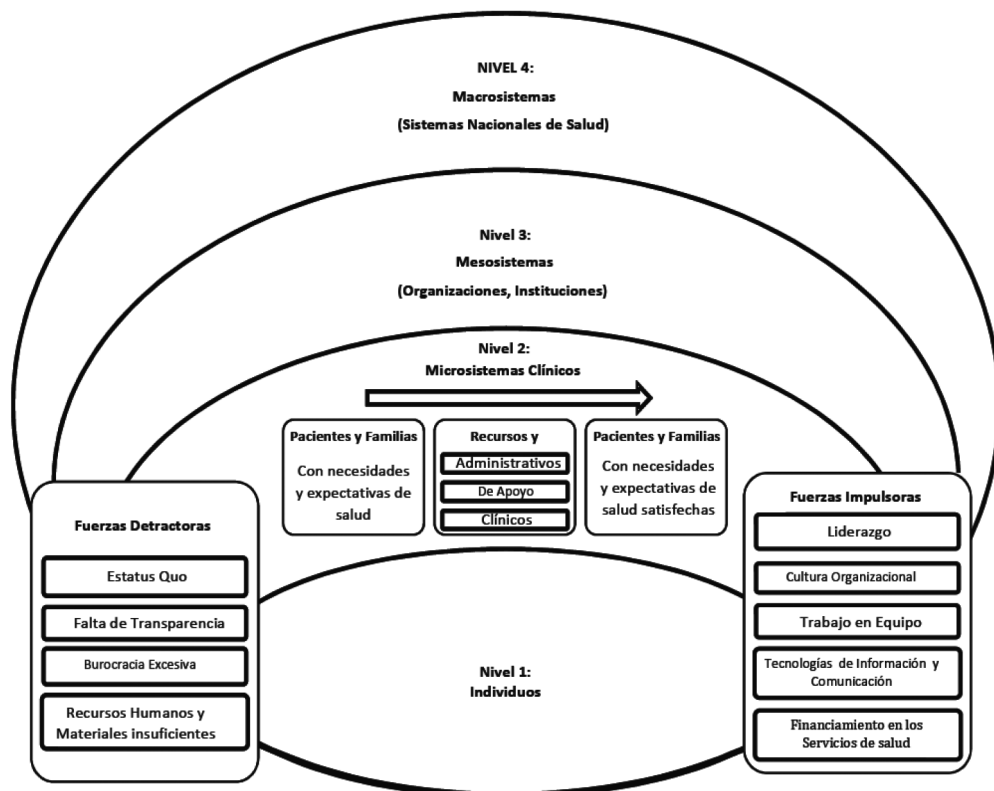 NIVEL 4:
Macrosistemas
(Sistemas Nacionales de Salud)
Nivel 3:
Mesosistemas
(Organizaciones, Instituciones)
Nivel 2:
Microsistemas Clínicos
Pacientes y Familias
Con necesidades
y expectativas de
salud
Recursos y
Administrativos
De Apoyo
Clínicos
Pacientes y Familias
Con necesidades
y expectativas de
salud satisfechas
Fuerzas Detractoras
Estatus Quo
Falta de Transparencia
Burocracia Excesiva
Recursos Humanos y
Materiales insuficientes
Nivel 1:
Individuos
Fuerzas Impulsoras
Liderazgo
Cultura Organizacional
Trabajo en Equipo
Tecnologías de Información y
Comunicación
Financiamiento en los
Servicios de salud